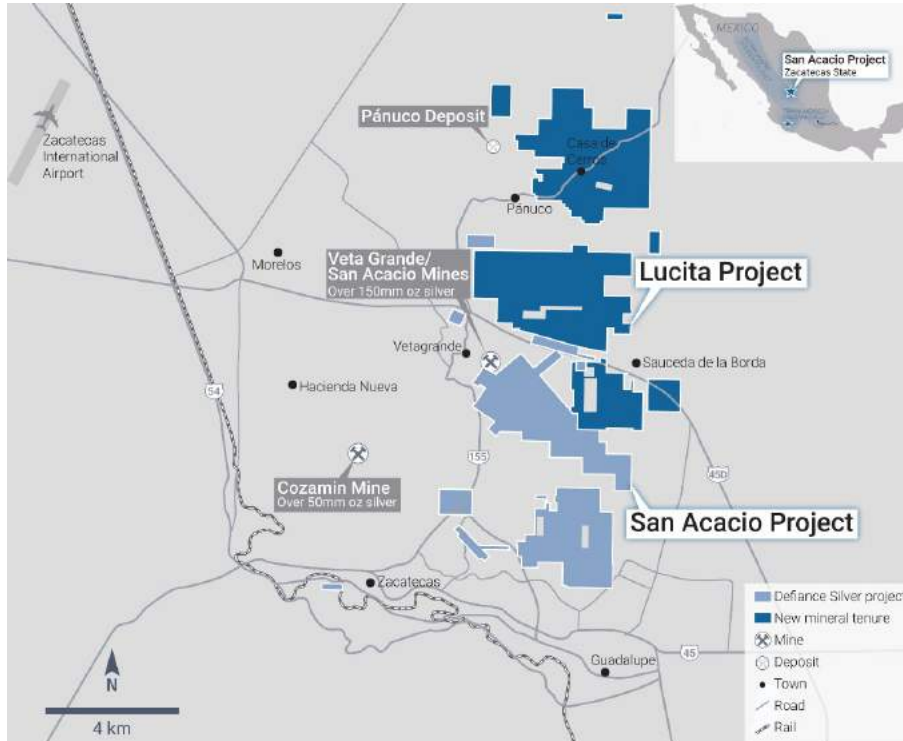 MEXICO
San Acacio Project
Zacatecas State
Pánuco Deposit
Zacatecas
International
Airport
Casa de
Cerros
Pánuco
Morelos
Veta Grande/
San Acacio Mines
Over 150mm oz silver
Lucita Project
Vetagrande
Sauceda de la Borda
Hacienda Nueva
54
155
45D
Cozamin Mine
Over 50mm oz silver
San Acacio Project
Zacatecas
Guadalupe
45
N
4 km
Defiance Silver project
New mineral tenure
Mine
Deposit
Town
Road
Rail